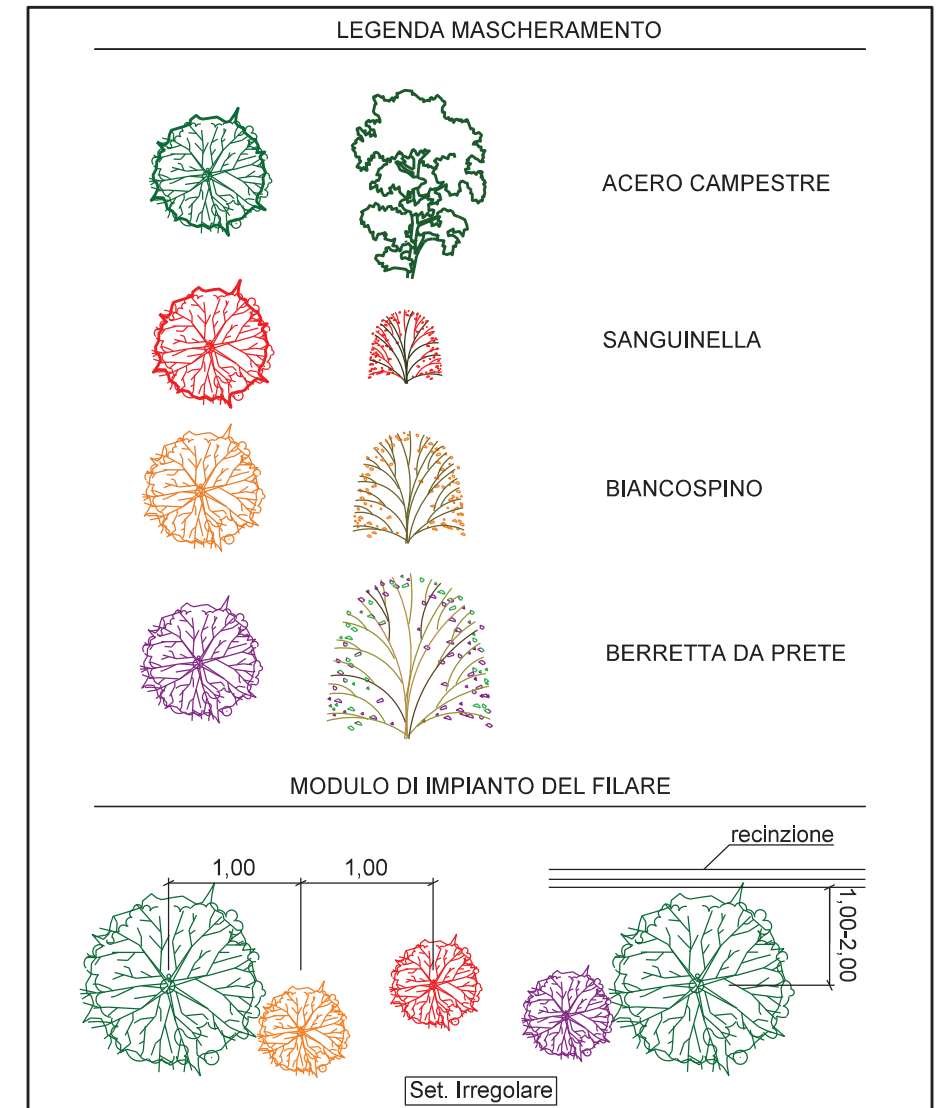 LEGENDA MASCHERAMENTO
ACERO CAMPESTRE
SANGUINELLA
BIANCOSPINO
BERRETTA DA PRETE
MODULO DI IMPIANTO DEL FILARE
recinzione
1,00
1,00
1,00-2,00
Set. Irregolare